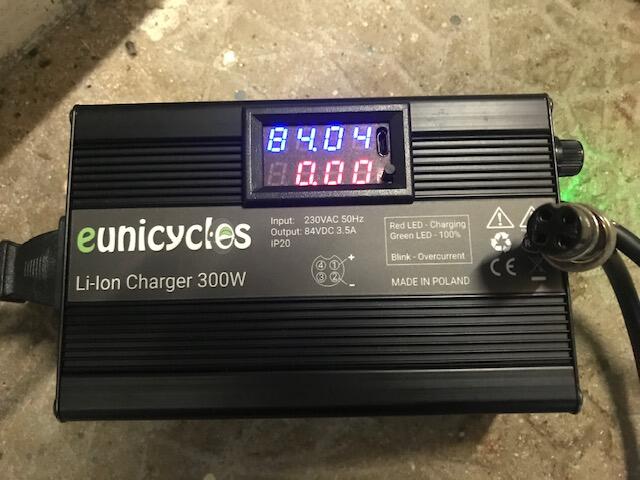 84.04
0.00
eunicycles
Li-Ion Charger 300W
Input: 230VAC 50Hz
Output: 84VDC 3.5A
IP20
4 1
3 2
+
-
Red LED - Charging
Green LED - 100%
Blink - Overcurrent
CE
MADE IN POLAND